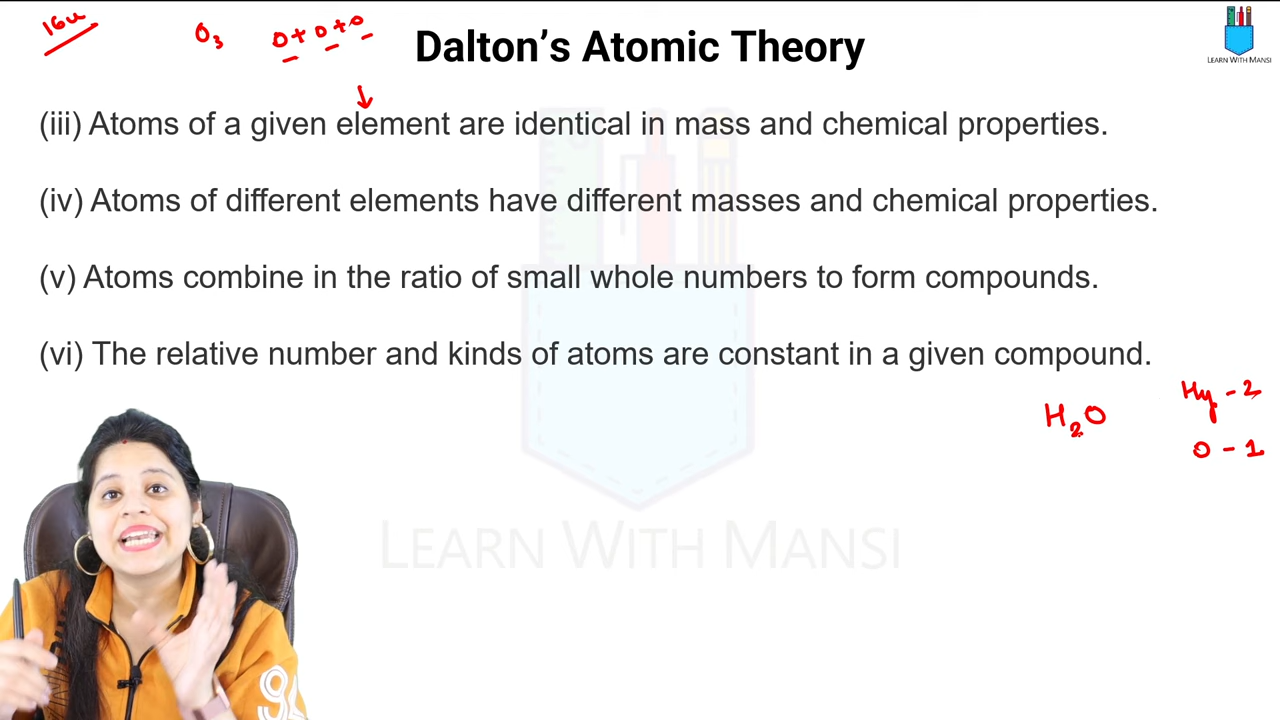 16u
O3 O+O+O
Dalton's Atomic Theory
LEARN WITH MANSI
(iii) Atoms of a given element are identical in mass and chemical properties.
(iv) Atoms of different elements have different masses and chemical properties.
(v) Atoms combine in the ratio of small whole numbers to form compounds.
(vi) The relative number and kinds of atoms are constant in a given compound.
H2O
Hy - 2
O - 1
LEARN WITH MANSI